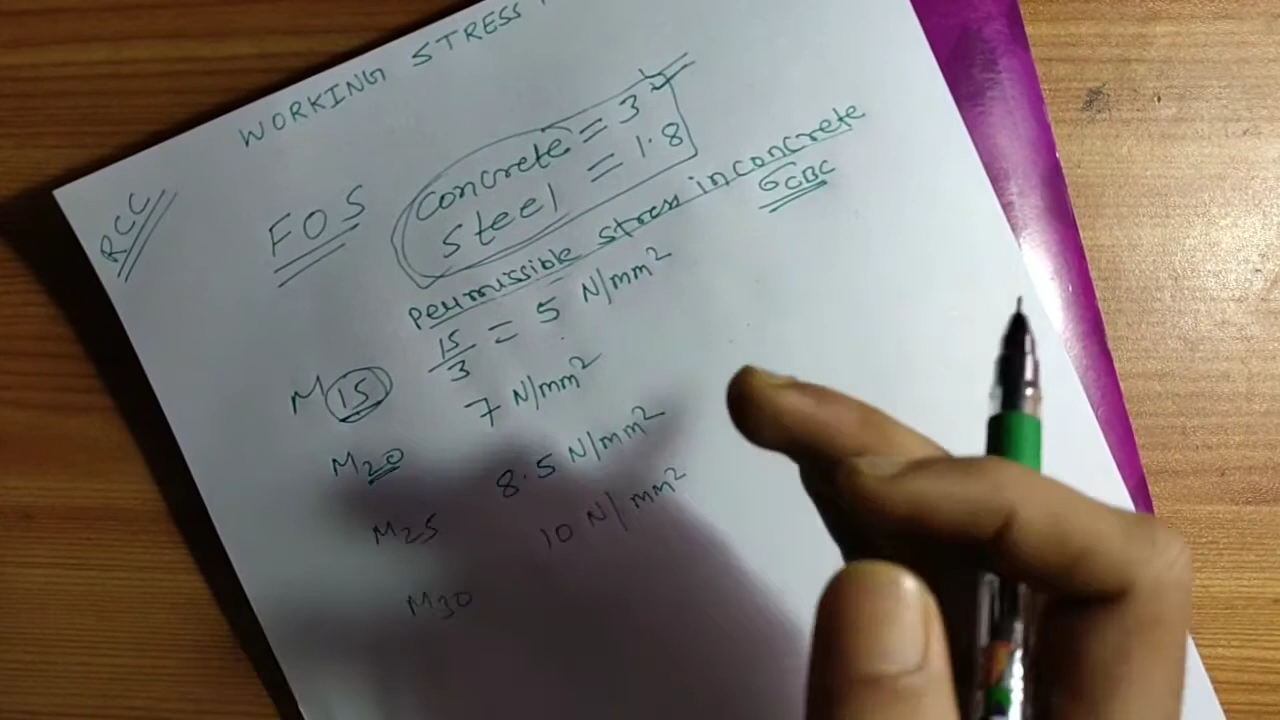 WORKING STRESS
RCC
FOS
concrete = 3
steel = 1.8
Permissible stress in concrete
σCBC
M15 15/3 = 5 N/mm²
M20 7 N/mm²
M25 8.5 N/mm²
M30 10 N/mm²